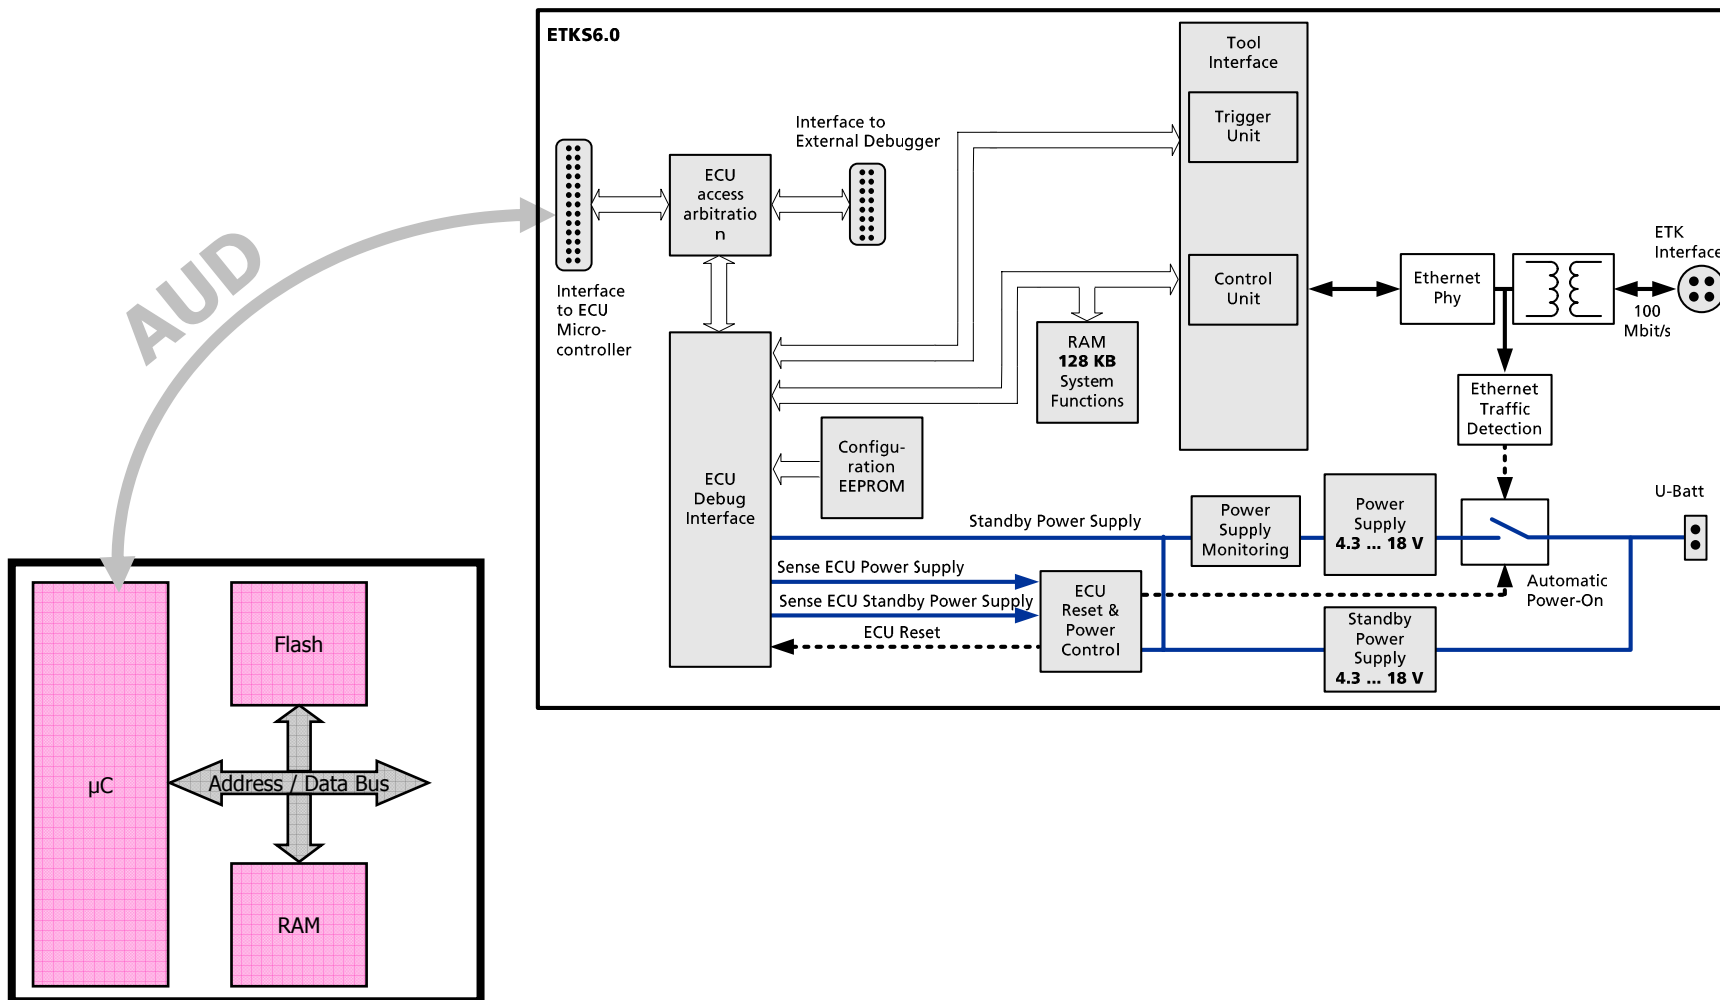 ETKS6.0
Tool
Interface
Trigger
Unit
Interface to
External Debugger
ECU
access
arbitratio
n
AUD
Interface
to ECU
Micro-
controller
Control
Unit
Ethernet
Phy
ETK
Interface
100
Mbit/s
RAM
128 KB
System
Functions
Ethernet
Traffic
Detection
Configu-
ration
EEPROM
ECU
Debug
Interface
Standby Power Supply
Power
Supply
Monitoring
Power
Supply
4.3 ... 18 V
U-Batt
Sense ECU Power Supply
Sense ECU Standby Power Supply
ECU Reset
ECU
Reset &
Power
Control
Automatic
Power-On
Standby
Power
Supply
4.3 ... 18 V
Flash
µC
Address / Data Bus
RAM